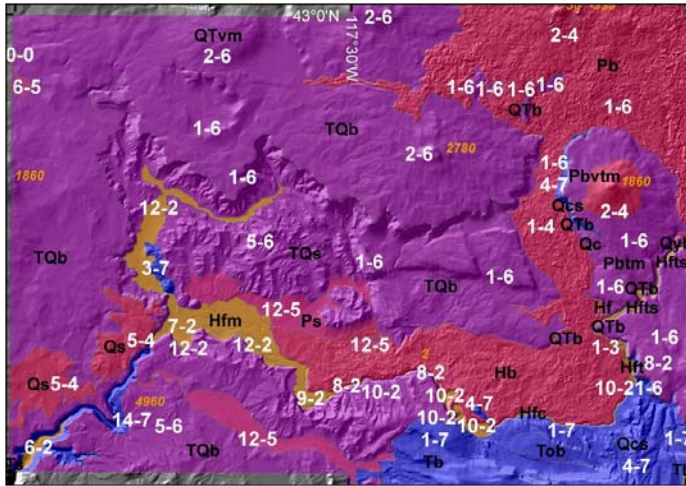 43°0'N
117°30'W
2-6
2-4
QTvm
2-6
0-0
6-5
Pb
1-6
1-6
1-6
1-6
QTb
1-6
1-6
TQb
2-6
2780
1-6
1860
1-6
4-7
Pbvtm
1860
12-2
Qcs
2-4
1-4
QTb
5-6
TQs
Qc
1-6
TQb
3-7
1-6
TQb
1-6
Pbtm
Hfts
1-6
QTb
Hf
Hfts
12-5
Ps
7-2
Hfm
QTb
QTb
1-6
Qs
5-4
12-2
12-2
12-5
1-3
2
8-2
Hb
Hft
8-2
Qs
5-4
8-2
10-2
10-2
10-2
1-6
9-2
4-7
14-7
4960
5-6
10-2
10-2
Hfc
6-2
TQb
12-5
1-7
Tb
1-7
Tob
Qcs
4-7